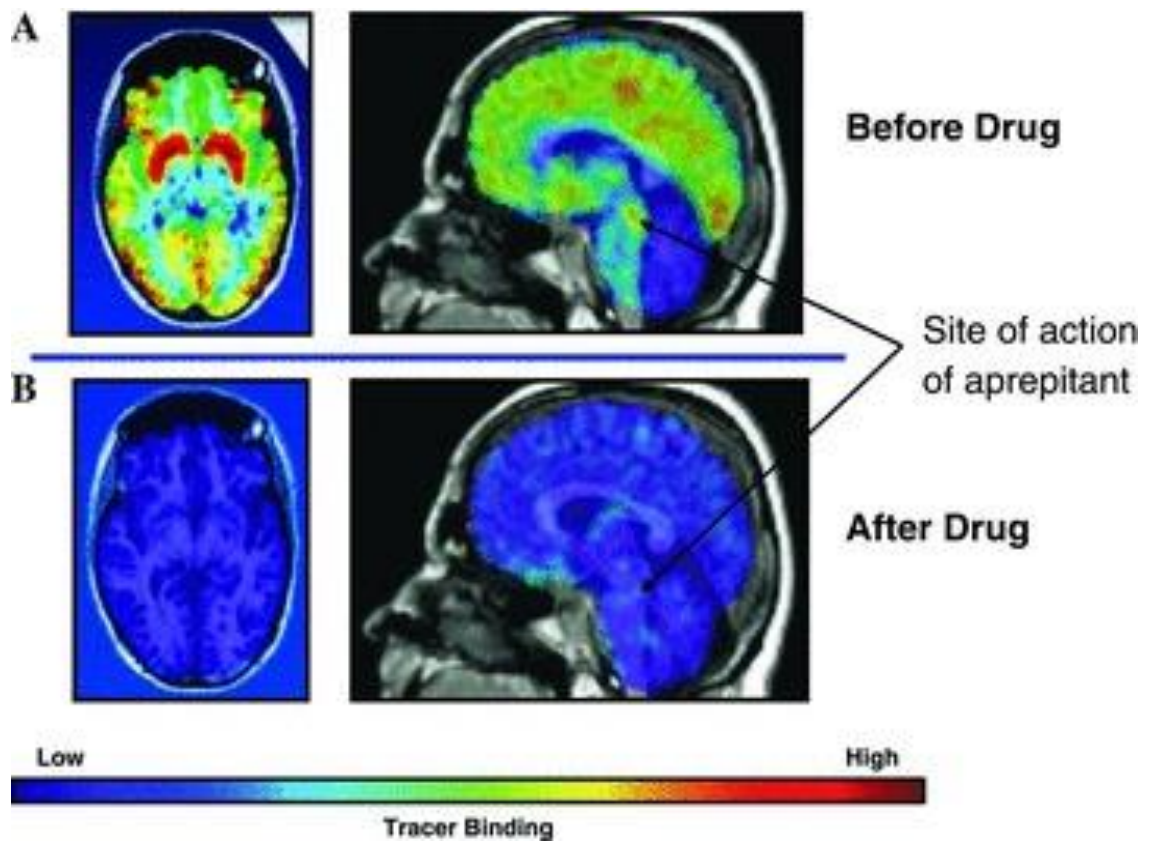 A
Before Drug
Site of action
of aprepitant
B
After Drug
Low
High
Tracer Binding